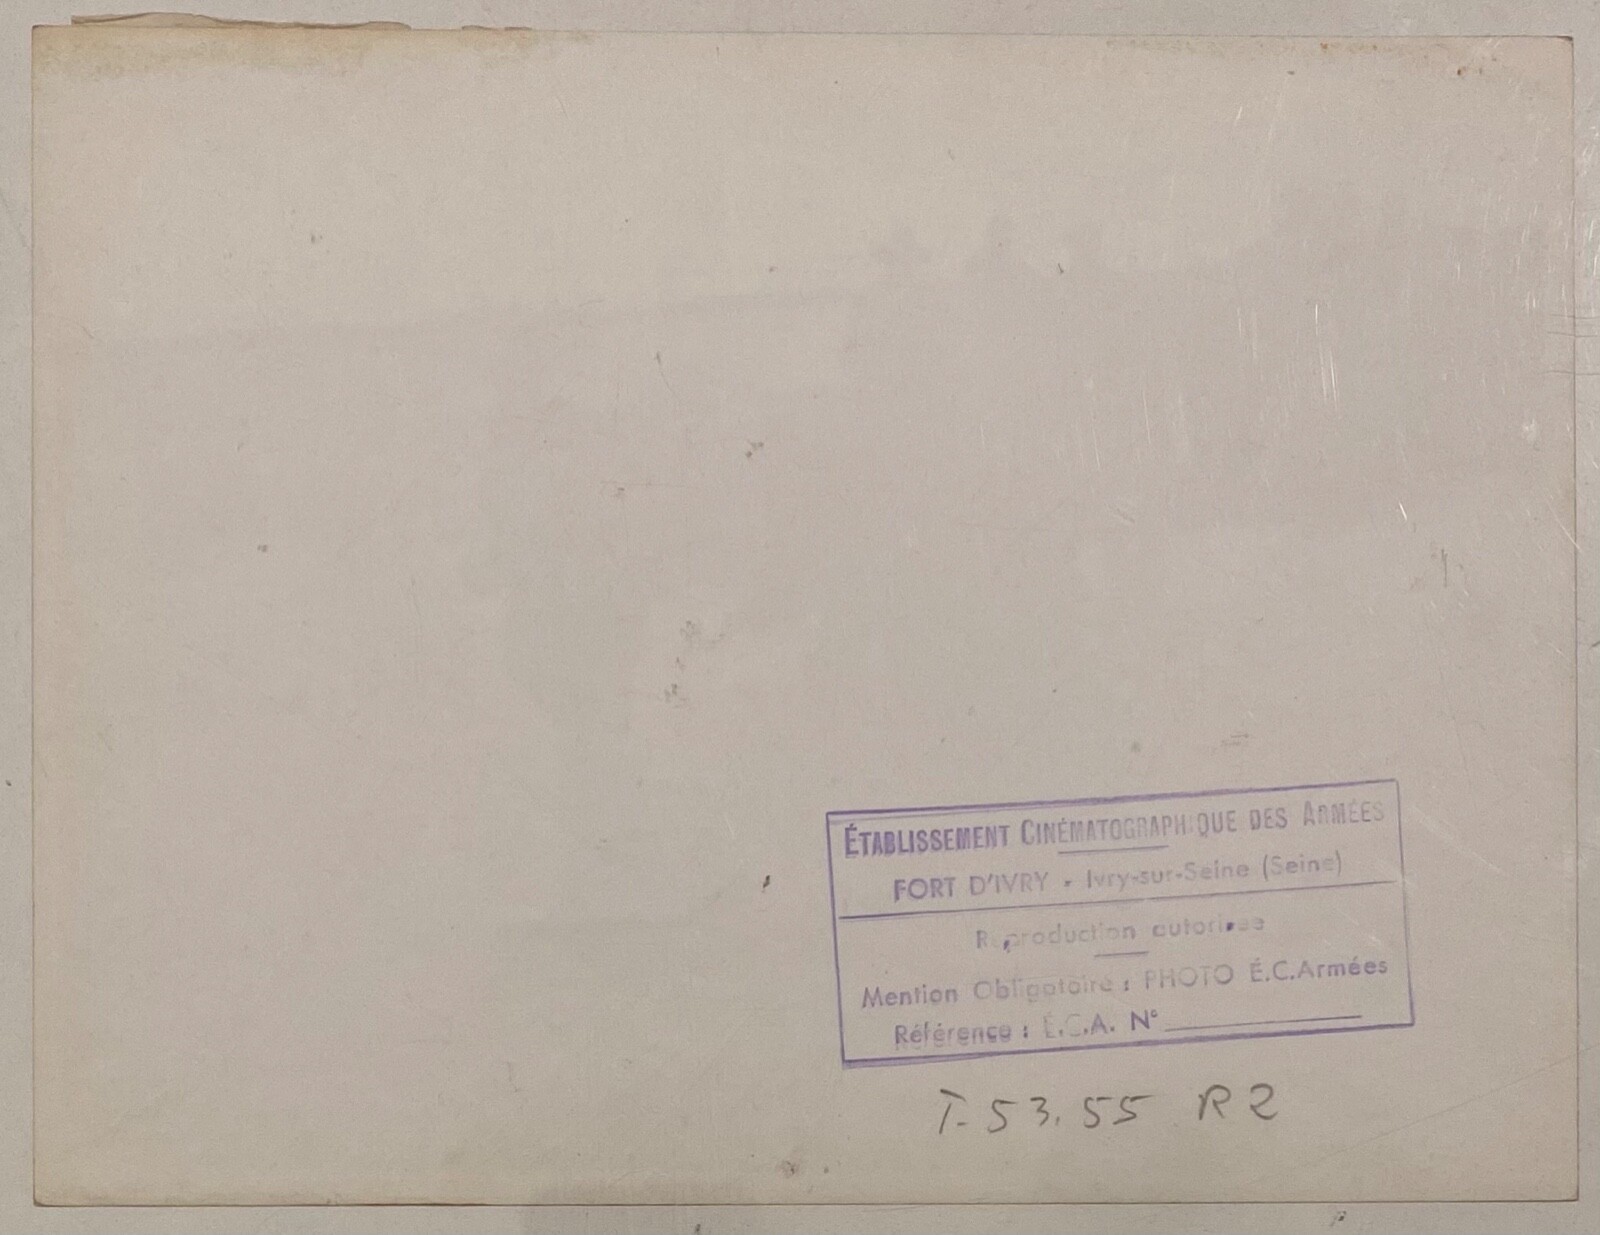 ÉTABLISSEMENT CINÉMATOGRAPHIQUE DES ARMÉES
FORT D'IVRY - Ivry-sur-Seine (Seine)
Reproduction autorisée
Mention Obligatoire : PHOTO É.C.Armées
Référence : E.C.A. N°
T-53.55 R2